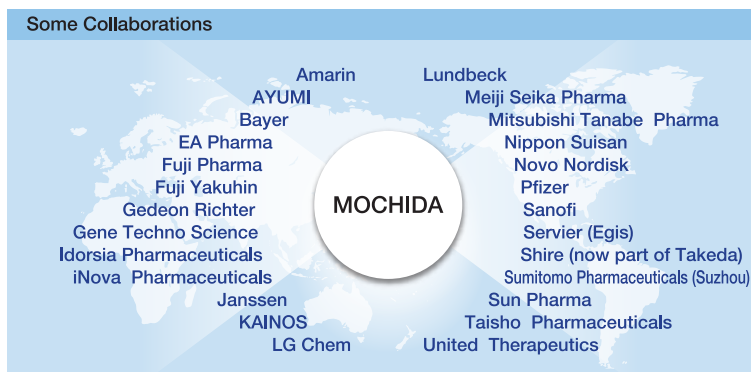 Some Collaborations
Amarin
AYUMI
Bayer
EA Pharma
Fuji Pharma
Fuji Yakuhin
Gedeon Richter
Gene Techno Science
Idorsia Pharmaceuticals
iNova Pharmaceuticals
Janssen
KAINOS
LG Chem
MOCHIDA
Lundbeck
Meiji Seika Pharma
Mitsubishi Tanabe Pharma
Nippon Suisan
Novo Nordisk
Pfizer
Sanofi
Servier (Egis)
Shire (now part of Takeda)
Sumitomo Pharmaceuticals (Suzhou)
Sun Pharma
Taisho Pharmaceuticals
United Therapeutics